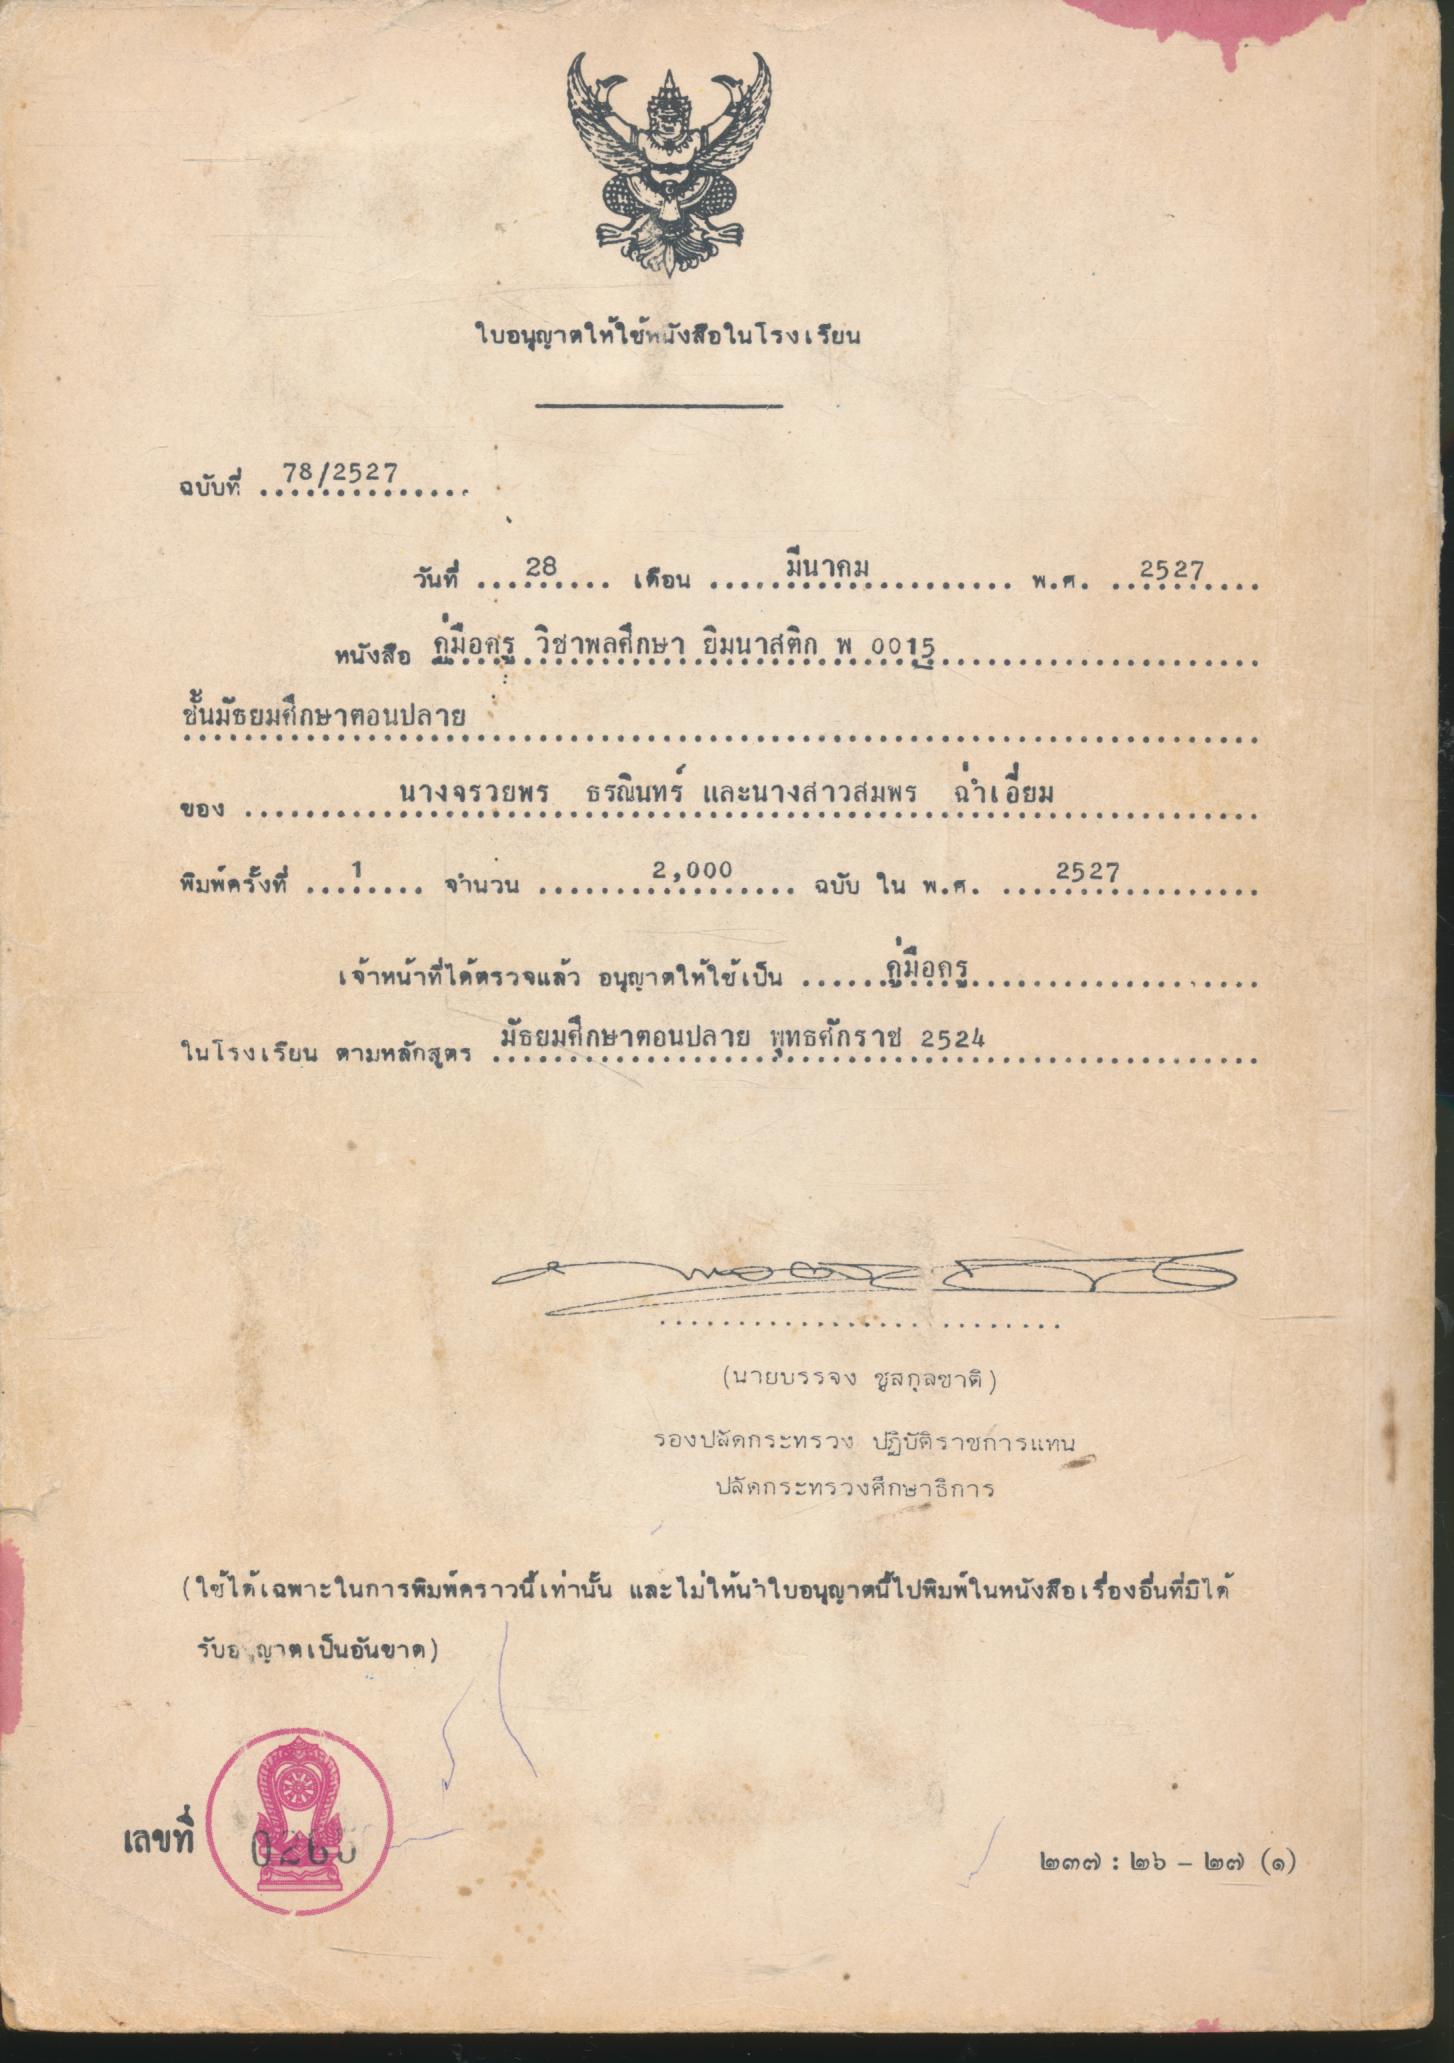 ใบอนุญาตให้ใช้หนังสือในโรงเรียน
ฉบับที่ 78/2527
วันที่ 28 เดือน มีนาคม พ.ศ. 2527
หนังสือ คู่มือครู วิชาพลศึกษา ยิมนาสติก พ 0015
ชั้นมัธยมศึกษาตอนปลาย
ของ นางจรวยพร ธรณินทร์ และนางสาวสมพร ฉ่ำเอี่ยม
พิมพ์ครั้งที่ 1 จำนวน 2,000 ฉบับ ใน พ.ศ. 2527
เจ้าหน้าที่ได้ตรวจแล้ว อนุญาตให้ใช้เป็น คู่มือครู
ในโรงเรียน ตามหลักสูตร มัธยมศึกษาตอนปลาย พุทธศักราช 2524
(นายบรรจง ชูสกุลชาติ)
รองปลัดกระทรวง ปฏิบัติราชการแทน
ปลัดกระทรวงศึกษาธิการ
(ใช้ได้เฉพาะในการพิมพ์คราวนี้เท่านั้น และไม่ให้นำใบอนุญาตนี้ไปพิมพ์ในหนังสือเรื่องอื่นที่มิได้
รับอนุญาตเป็นอันขาด)
เลขที่ 0265
๒๓๗ : ๒๖ – ๒๗ (๑)